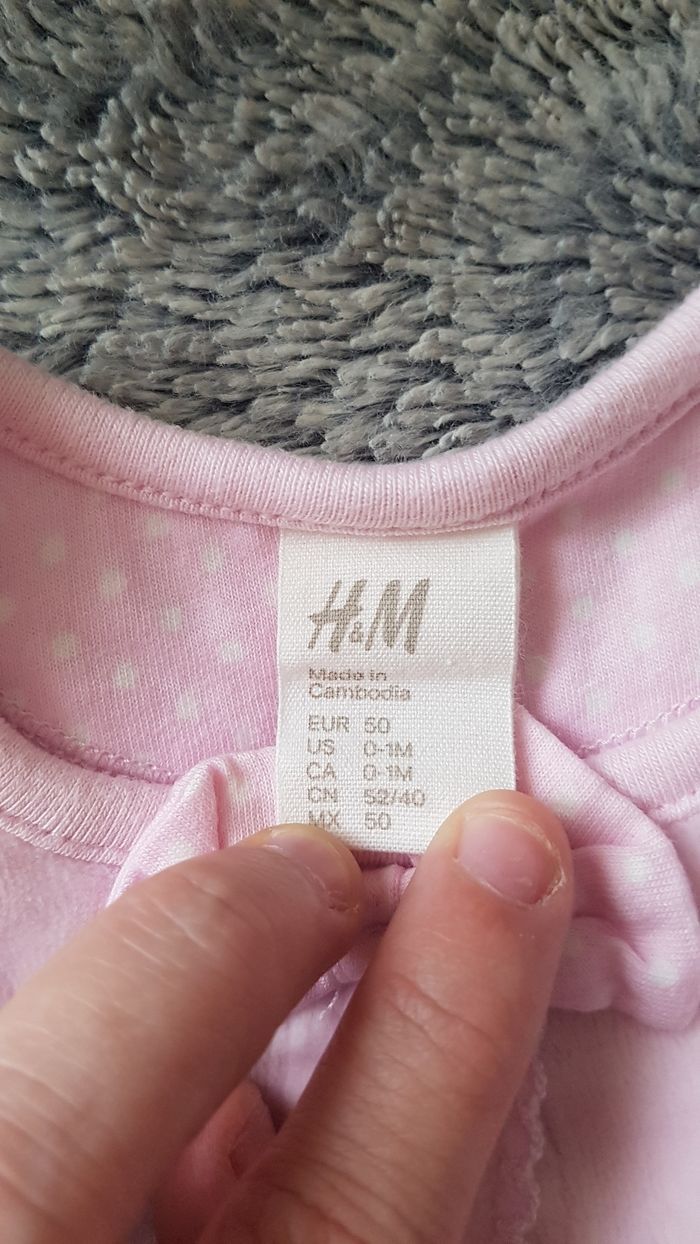 H&M
Made in
Cambodia
EUR 50
US 0-1M
CA 0-1M
CN 52/40
MX 50